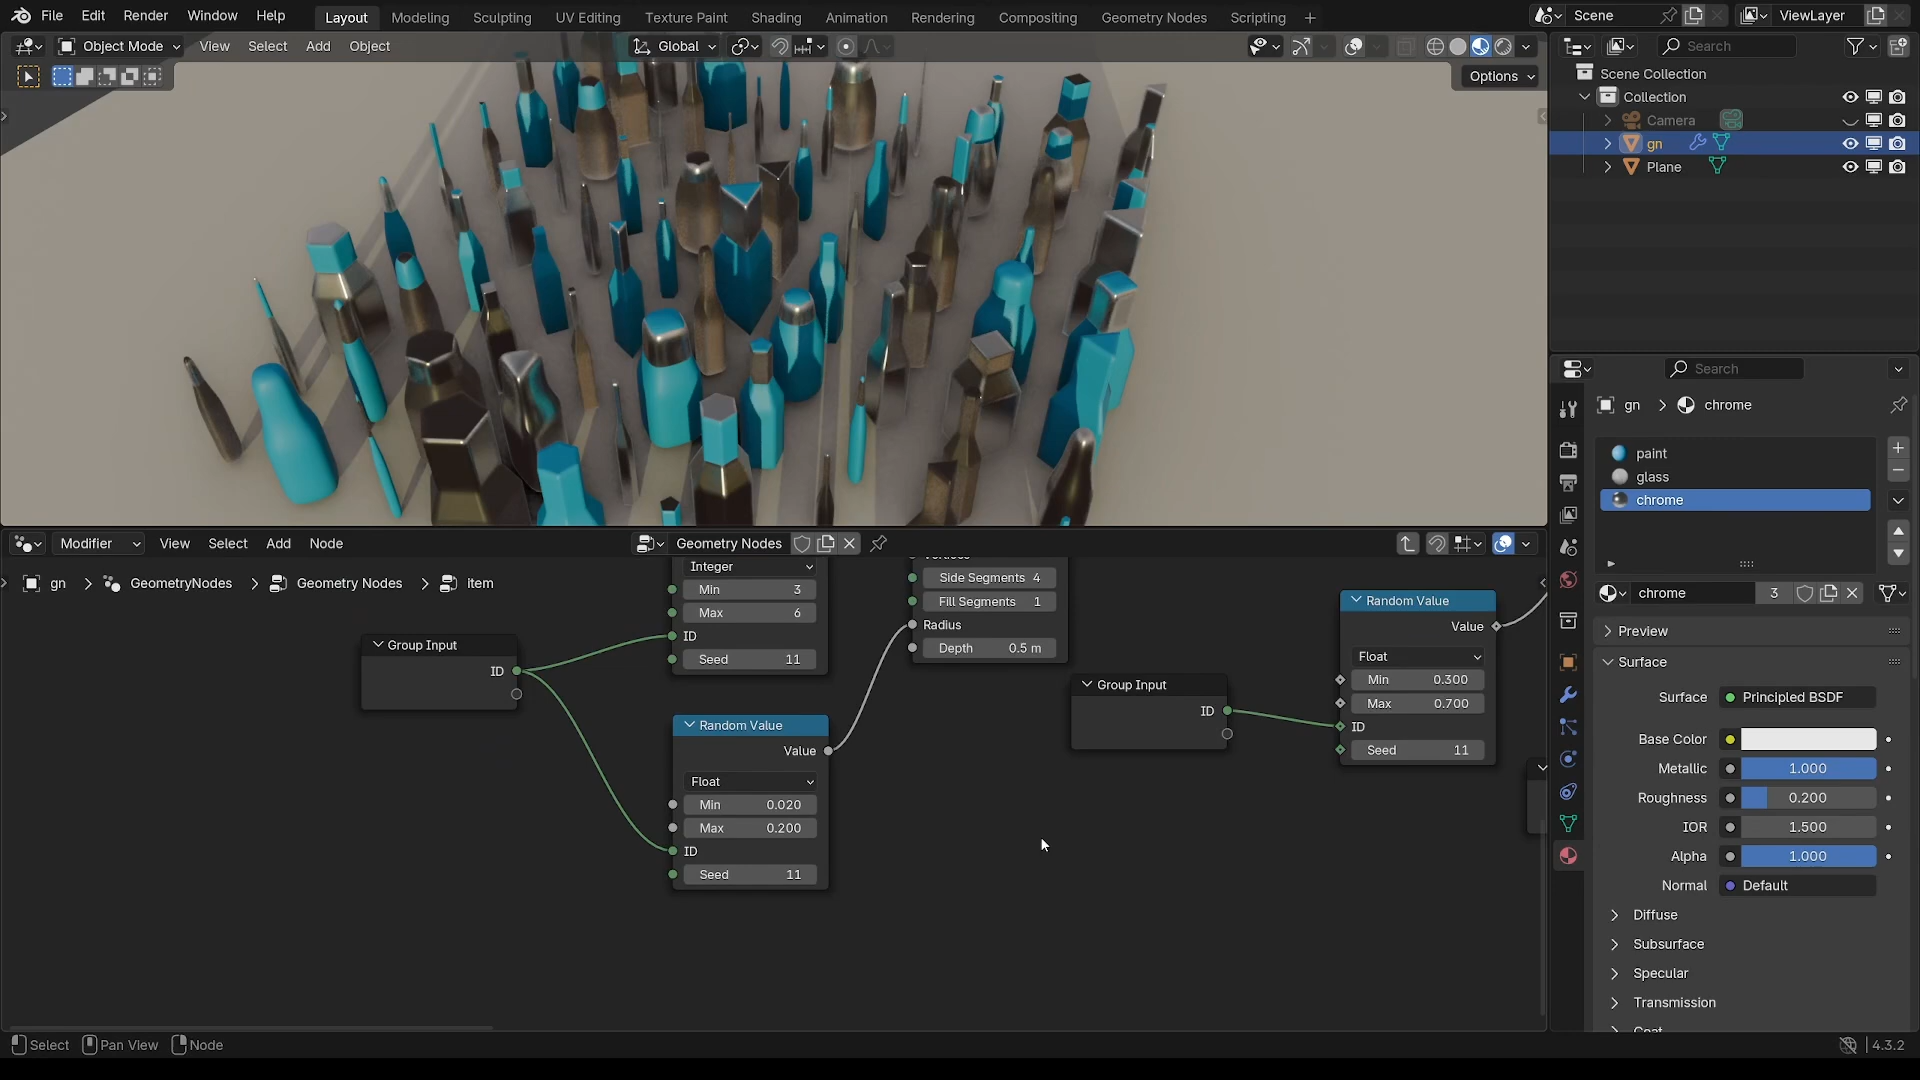 File Edit Render Window Help Layout Modeling Sculpting UV Editing Texture Paint Shading Animation Rendering Compositing Geometry Nodes Scripting + Scene ViewLayer
Object Mode View Select Add Object Global
Options
Search
Scene Collection
Collection
Camera
gn
Plane
Search
gn > chrome
paint
glass
chrome
chrome 3
Preview
Surface
Surface Principled BSDF
Base Color
Metallic 1.000
Roughness 0.200
IOR 1.500
Alpha 1.000
Normal Default
Diffuse
Subsurface
Specular
Transmission
Modifier View Select Add Node Geometry Nodes
gn > GeometryNodes > Geometry Nodes > Item
Group Input
ID
Integer
Min 3
Max 6
ID
Seed 11
Random Value
Value
Float
Min 0.020
Max 0.200
ID
Seed 11
Side Segments 4
Fill Segments 1
Radius
Depth 0.5 m
Group Input
ID
Random Value
Value
Float
Min 0.300
Max 0.700
ID
Seed 11
Select Pan View Node 4.3.2